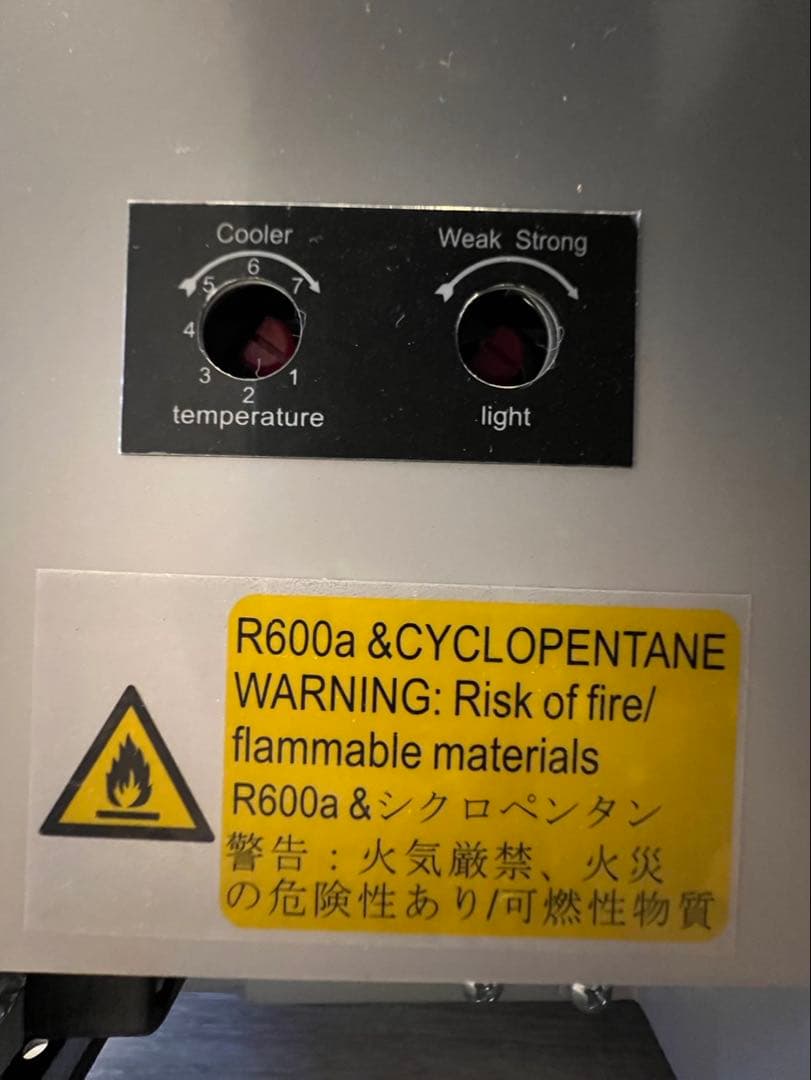 Cooler
5 6 7
4
3 2 1
temperature
Weak Strong
light
R600a &CYCLOPENTANE
WARNING: Risk of fire/
flammable materials
R600a &シクロペンタン
警告：火気厳禁、火災
の危険性あり/可燃性物質